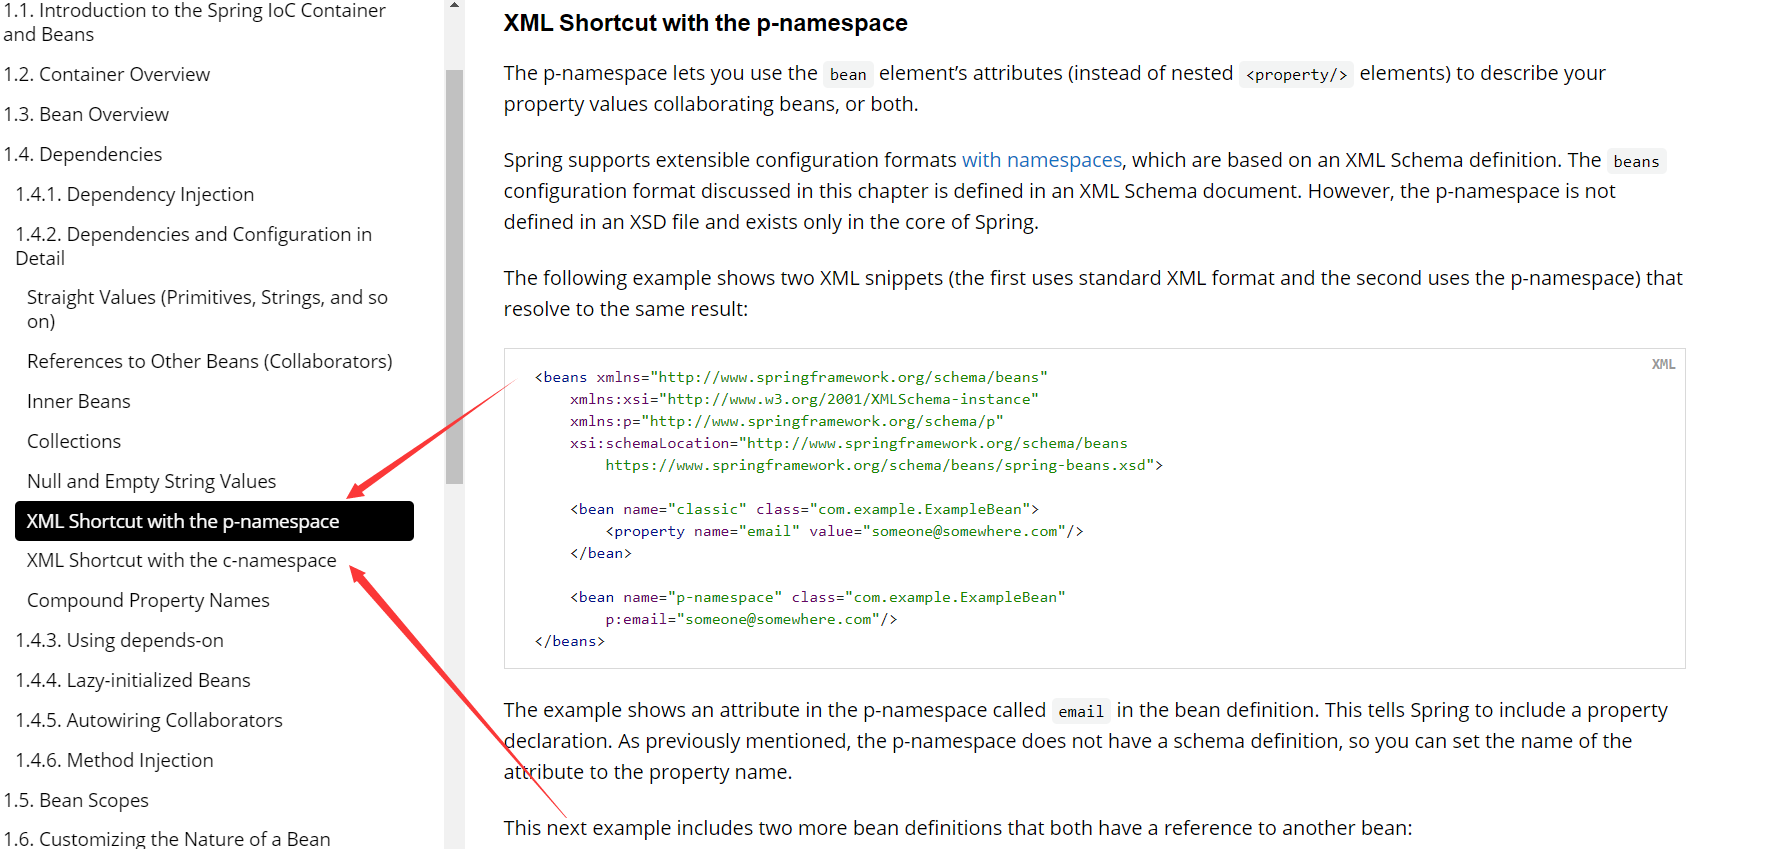 1.1. Introduction to the Spring IoC Container
and Beans
1.2. Container Overview
1.3. Bean Overview
1.4. Dependencies
1.4.1. Dependency Injection
1.4.2. Dependencies and Configuration in
Detail
Straight Values (Primitives, Strings, and so
on)
References to Other Beans (Collaborators)
Inner Beans
Collections
Null and Empty String Values
XML Shortcut with the p-namespace
XML Shortcut with the c-namespace
Compound Property Names
1.4.3. Using depends-on
1.4.4. Lazy-initialized Beans
1.4.5. Autowiring Collaborators
1.4.6. Method Injection
1.5. Bean Scopes
1.6. Customizing the Nature of a Bean
XML Shortcut with the p-namespace
The p-namespace lets you use the bean element’s attributes (instead of nested <property/> elements) to describe your
property values collaborating beans, or both.
Spring supports extensible configuration formats with namespaces, which are based on an XML Schema definition. The beans
configuration format discussed in this chapter is defined in an XML Schema document. However, the p-namespace is not
defined in an XSD file and exists only in the core of Spring.
The following example shows two XML snippets (the first uses standard XML format and the second uses the p-namespace) that
resolve to the same result:
XML
<beans xmlns="http://www.springframework.org/schema/beans"
xmlns:xsi="http://www.w3.org/2001/XMLSchema-instance"
xmlns:p="http://www.springframework.org/schema/p"
xsi:schemaLocation="http://www.springframework.org/schema/beans
https://www.springframework.org/schema/beans/spring-beans.xsd">
<bean name="classic" class="com.example.ExampleBean">
<property name="email" value="someone@somewhere.com"/>
</bean>
<bean name="p-namespace" class="com.example.ExampleBean"
p:email="someone@somewhere.com"/>
</beans>
The example shows an attribute in the p-namespace called email in the bean definition. This tells Spring to include a property
declaration. As previously mentioned, the p-namespace does not have a schema definition, so you can set the name of the
attribute to the property name.
This next example includes two more bean definitions that both have a reference to another bean: